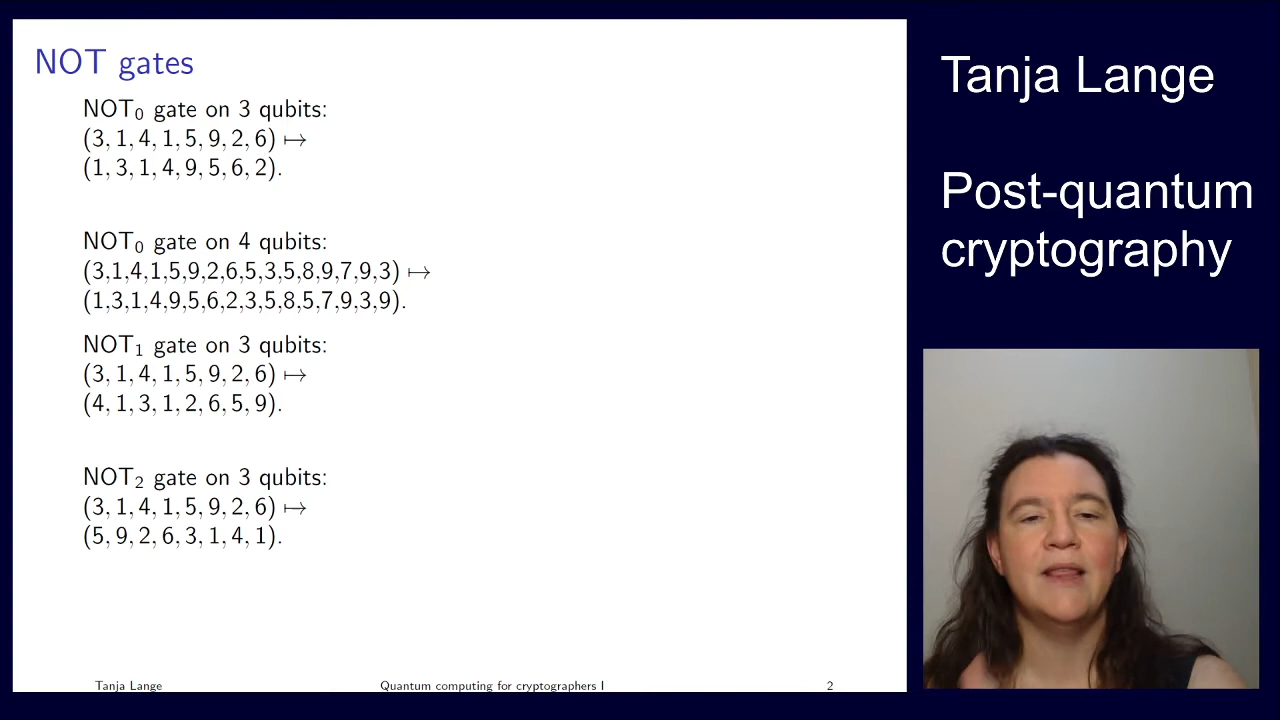 NOT gates
NOT₀ gate on 3 qubits:
(3, 1, 4, 1, 5, 9, 2, 6) ↦
(1, 3, 1, 4, 9, 5, 6, 2).
NOT₀ gate on 4 qubits:
(3,1,4,1,5,9,2,6,5,3,5,8,9,7,9,3) ↦
(1,3,1,4,9,5,6,2,3,5,8,5,7,9,3,9).
NOT₁ gate on 3 qubits:
(3, 1, 4, 1, 5, 9, 2, 6) ↦
(4, 1, 3, 1, 2, 6, 5, 9).
NOT₂ gate on 3 qubits:
(3, 1, 4, 1, 5, 9, 2, 6) ↦
(5, 9, 2, 6, 3, 1, 4, 1).
Tanja Lange
Quantum computing for cryptographers I
2
Tanja Lange
Post-quantum
cryptography